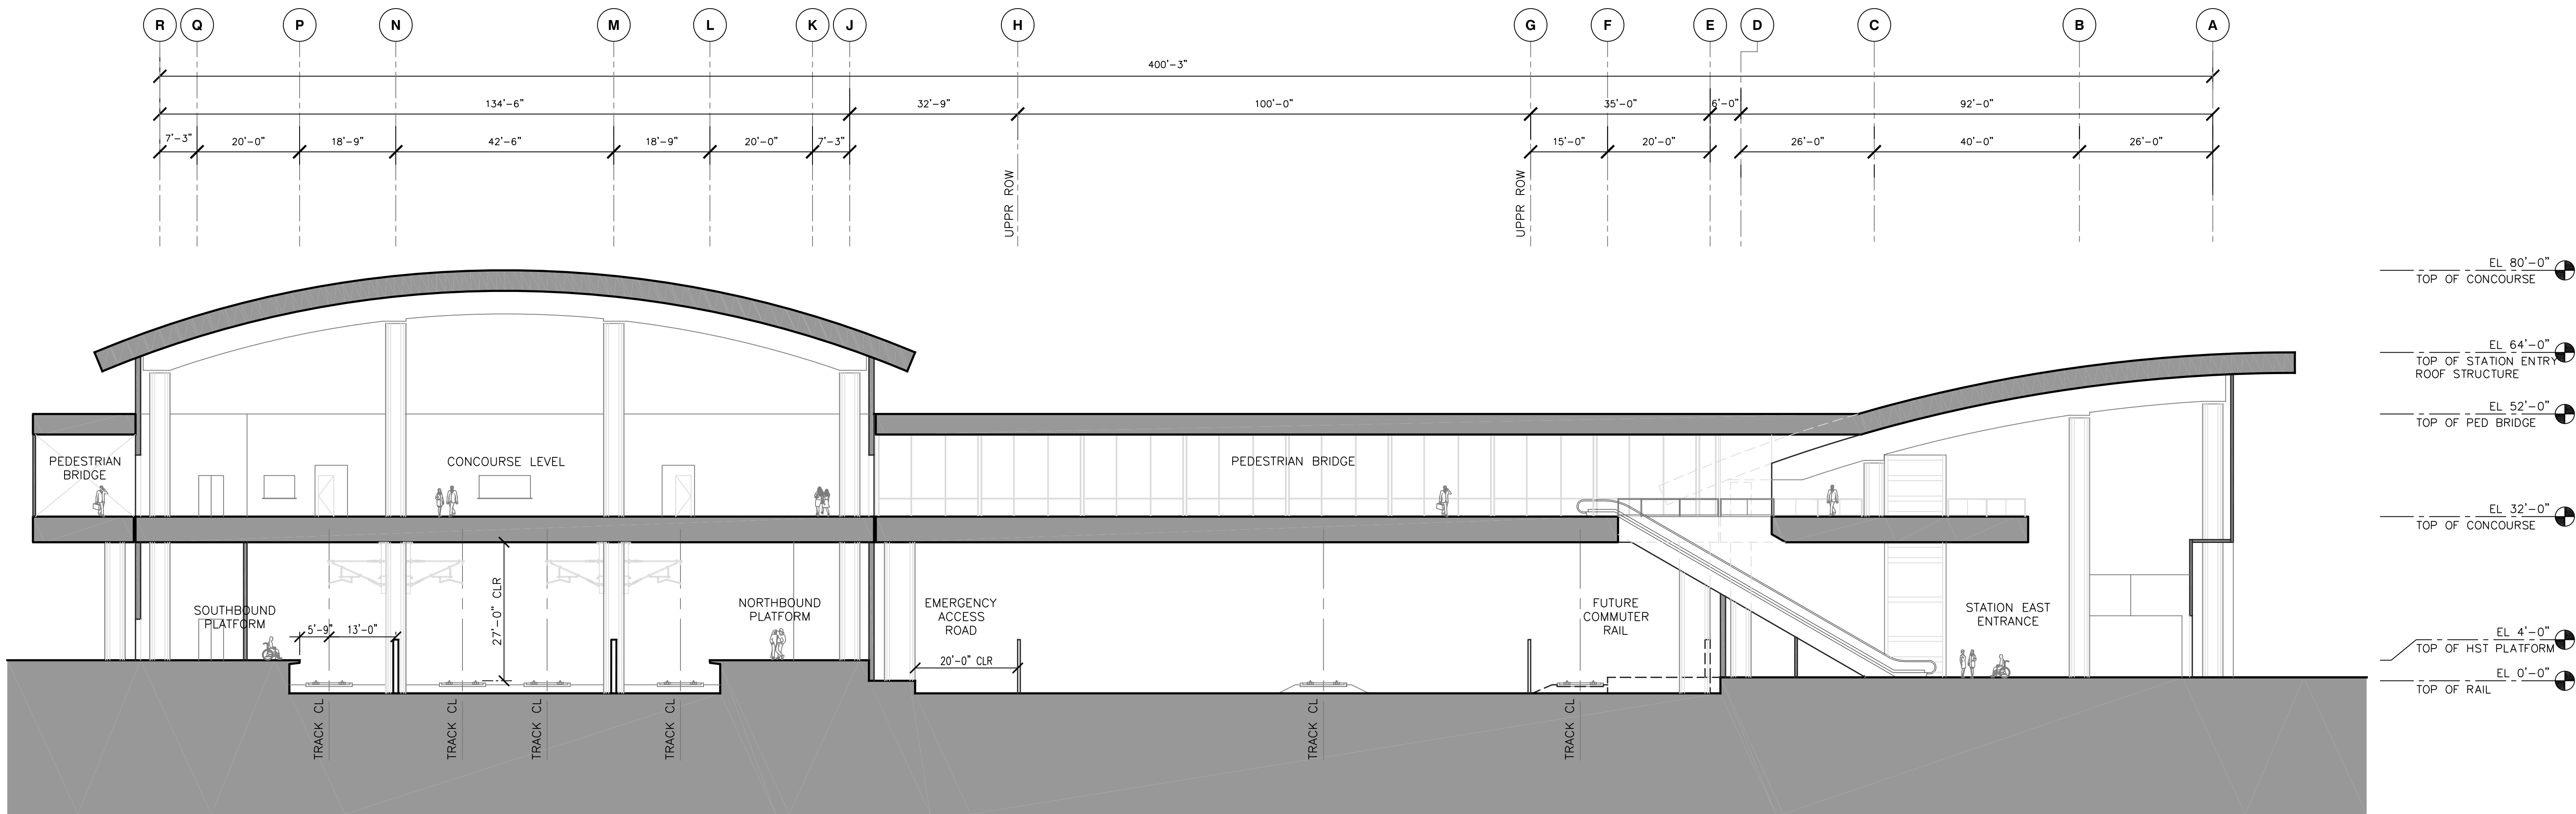 R Q P N M L K J H G F E D C B A
400'-3"
134'-6" 32'-9" 100'-0" 35'-0" 6'-0" 92'-0"
7'-3" 20'-0" 18'-9" 42'-6" 18'-9" 20'-0" 7'-3" 15'-0" 20'-0" 26'-0" 40'-0" 26'-0"
UPPR ROW
UPPR ROW
EL 80'-0"
TOP OF CONCOURSE
EL 64'-0"
TOP OF STATION ENTRY
ROOF STRUCTURE
EL 52'-0"
TOP OF PED BRIDGE
PEDESTRIAN
BRIDGE
CONCOURSE LEVEL
PEDESTRIAN BRIDGE
EL 32'-0"
TOP OF CONCOURSE
27'-0" CLR
SOUTHBOUND
PLATFORM
5'-9" 13'-0"
NORTHBOUND
PLATFORM
EMERGENCY
ACCESS
ROAD
20'-0" CLR
FUTURE
COMMUTER
RAIL
STATION EAST
ENTRANCE
EL 4'-0"
TOP OF HST PLATFORM
EL 0'-0"
TOP OF RAIL
TRACK CL
TRACK CL
TRACK CL
TRACK CL
TRACK CL
TRACK CL